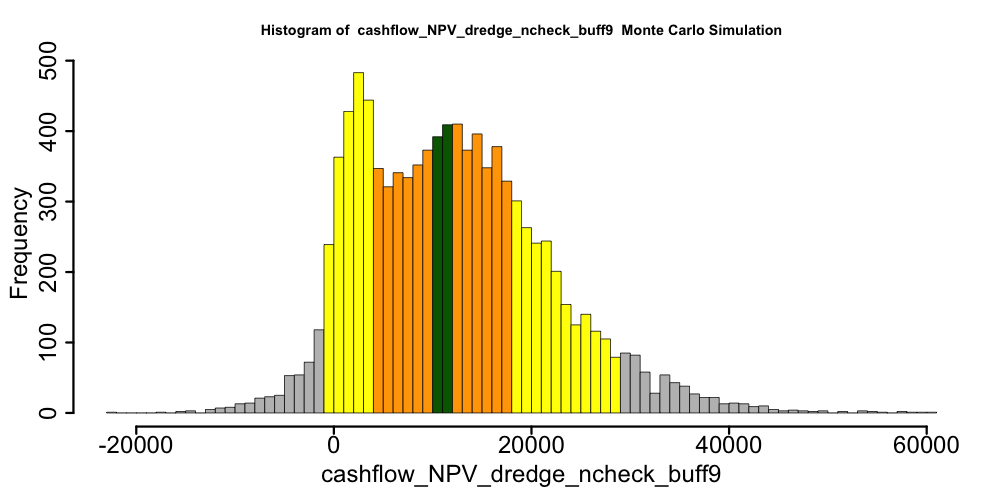 Histogram of  cashflow_NPV_dredge_ncheck_buff9  Monte Carlo Simulation
500
400
300
200
100
0
Frequency
-20000 0 20000 40000 60000
cashflow_NPV_dredge_ncheck_buff9